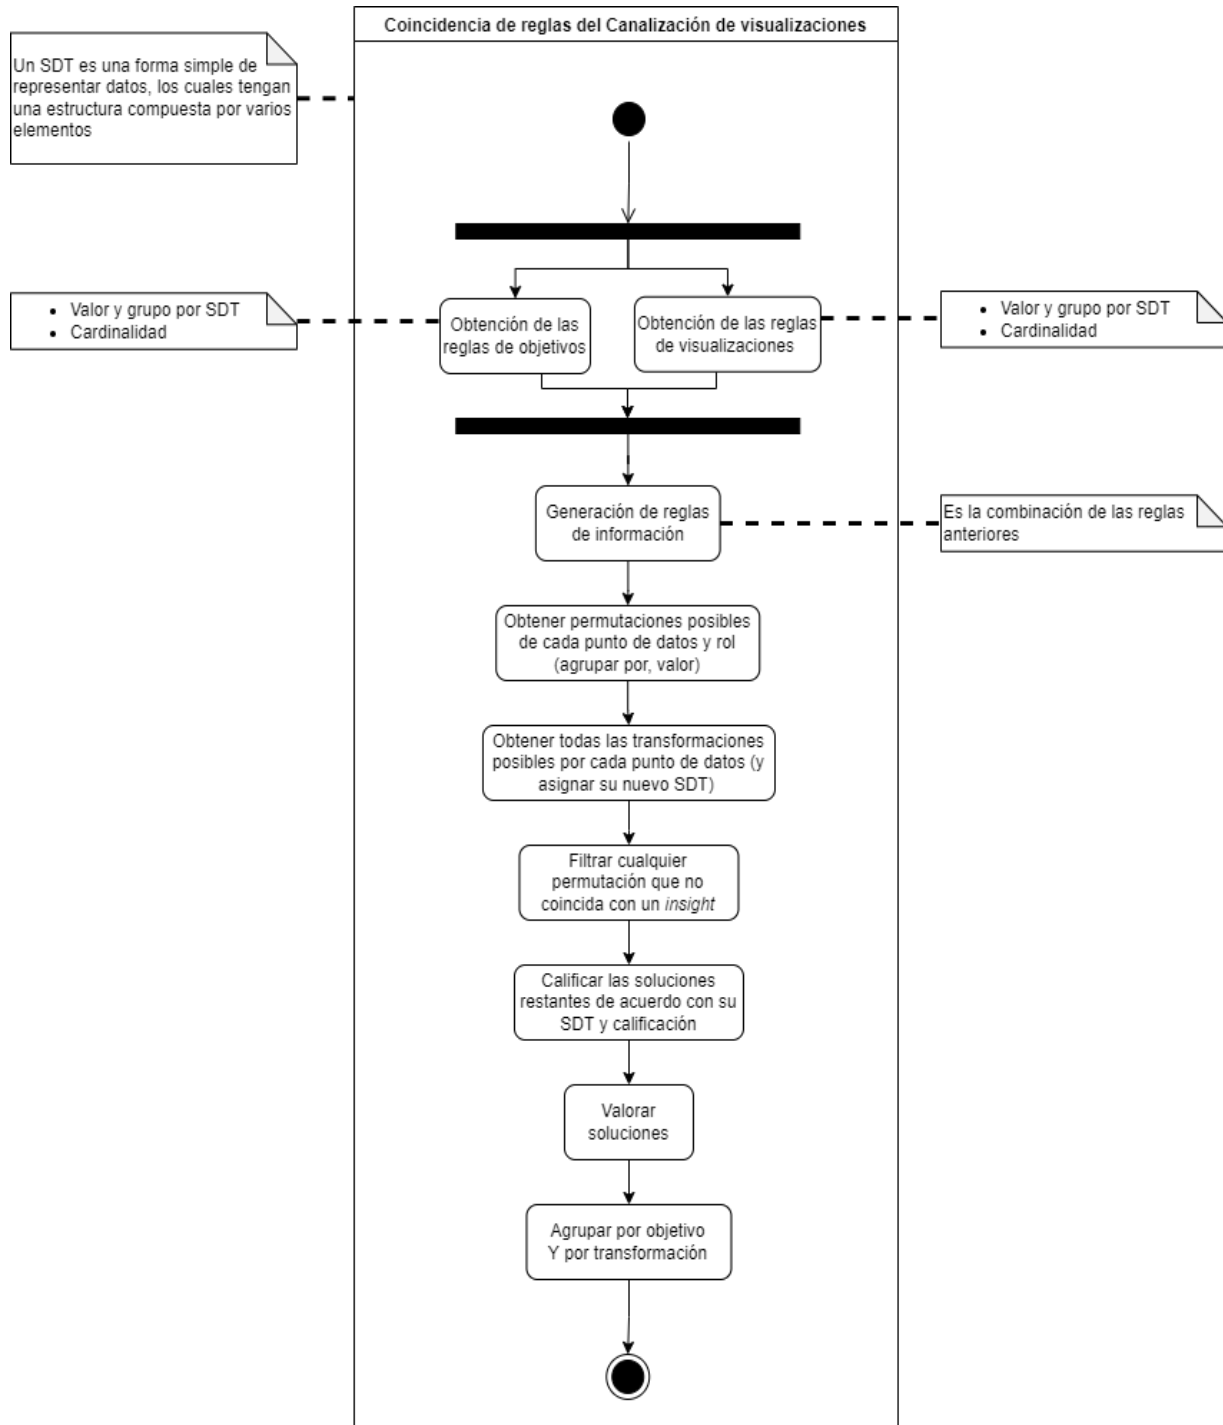 Coincidencia de reglas del Canalización de visualizaciones
Un SDT es una forma simple de
representar datos, los cuales tengan
una estructura compuesta por varios
elementos
• Valor y grupo por SDT
• Cardinalidad
Obtención de las
reglas de objetivos
Obtención de las reglas
de visualizaciones
• Valor y grupo por SDT
• Cardinalidad
Generación de reglas
de información
Es la combinación de las reglas
anteriores
Obtener permutaciones posibles
de cada punto de datos y rol
(agrupar por, valor)
Obtener todas las transformaciones
posibles por cada punto de datos (y
asignar su nuevo SDT)
Filtrar cualquier
permutación que no
coincida con un insight
Calificar las soluciones
restantes de acuerdo con su
SDT y calificación
Valorar
soluciones
Agrupar por objetivo
Y por transformación